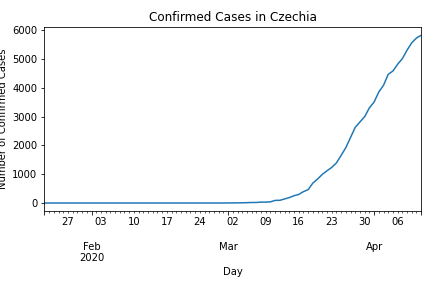 Confirmed Cases in Czechia
Number of Confirmed Cases
6000
5000
4000
3000
2000
1000
0
27 03 10 17 24 02 09 16 23 30 06
Feb Mar Apr
2020
Day